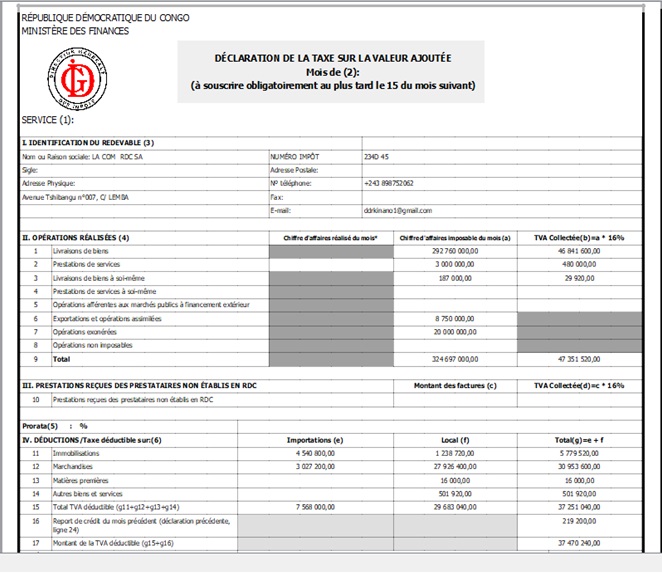 RÉPUBLIQUE DÉMOCRATIQUE DU CONGO
MINISTÈRE DES FINANCES
DÉCLARATION DE LA TAXE SUR LA VALEUR AJOUTÉE
Mois de (2):
(à souscrire obligatoirement au plus tard le 15 du mois suivant)
SERVICE (1):
I. IDENTIFICATION DU REDEVABLE (3)
Nom ou Raison sociale: LA COM RDC SA NUMÉRO IMPÔT 234D 45
Sigle: Adresse Postale:
Adresse Physique: N° téléphone: +243 898752062
Avenue Tshibangu n°007, C/ LEMBA Fax:
E-mail: ddrkinano1@gmail.com
II. OPÉRATIONS RÉALISÉES (4) Chiffre d'affaires réalisé du mois* Chiffre d'affaires imposable du mois (a) TVA Collectée(b)=a * 16%
1 Livraisons de biens 292 760 000,00 46 841 600,00
2 Prestations de services 3 000 000,00 480 000,00
3 Livraisons de biens à soi-même 187 000,00 29 920,00
4 Prestations de services à soi-même
5 Opérations afférentes aux marchés publics à financement extérieur
6 Exportations et opérations assimilées 8 750 000,00
7 Opérations exonérées 20 000 000,00
8 Opérations non imposables
9 Total 324 697 000,00 47 351 520,00
III. PRESTATIONS REÇUES DES PRESTATAIRES NON ÉTABLIS EN RDC Montant des factures (c) TVA Collectée(d)=c * 16%
10 Prestations reçues des prestataires non établis en RDC
Prorata(5) : %
IV. DÉDUCTIONS/Taxe déductible sur:(6) Importations (e) Local (f) Total(g)=e + f
11 Immobilisations 4 540 800,00 1 238 720,00 5 779 520,00
12 Marchandises 3 027 200,00 27 926 400,00 30 953 600,00
13 Matières premières 16 000,00 16 000,00
14 Autres biens et services 501 920,00 501 920,00
15 Total TVA déductible (g11+g12+g13+g14) 7 568 000,00 29 683 040,00 37 251 040,00
16 Report de crédit du mois précédent (déclaration précédente, ligne 24) 219 200,00
17 Montant de la TVA déductible (g15+g16) 37 470 240,00